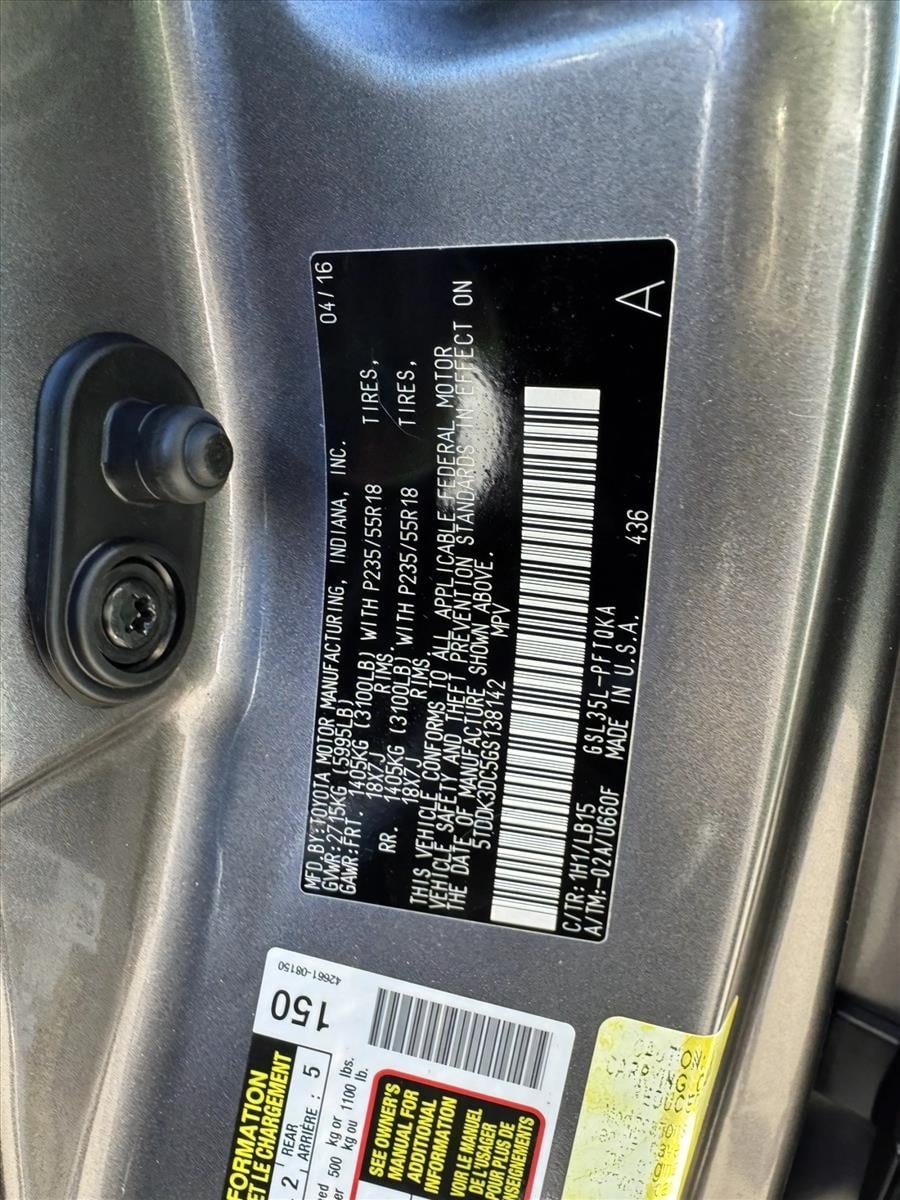 MFD.BY:TOYOTA MOTOR MANUFACTURING, INDIANA, INC. 04/16
GVWR:2715KG (5995LB)
GAWR:FRT. 1405KG (3100LB) WITH P235/55R18 TIRES,
18X7J RIMS.
RR. 1405KG (3100LB) WITH P235/55R18 TIRES,
18X7J RIMS.
THIS VEHICLE CONFORMS TO ALL APPLICABLE FEDERAL MOTOR
VEHICLE SAFETY AND THEFT PREVENTION STANDARDS IN EFFECT ON
THE DATE OF MANUFACTURE SHOWN ABOVE.
5TDDK3DC5GS138142 MPV
C/TR:1H1/LB15 GSL35L-PFTQKA 436 A
A/TM:-02A/U660F MADE IN U.S.A.
150
42661-08150
FORMATION
ET LE CHARGEMENT
2 REAR
ARRIÈRE : 5
500 kg or 1100 lbs.
kg ou 1100 lb.
SEE OWNER'S
MANUAL FOR
ADDITIONAL
INFORMATION
VOIR LE MANUEL
DE L'USAGER
POUR PLUS DE